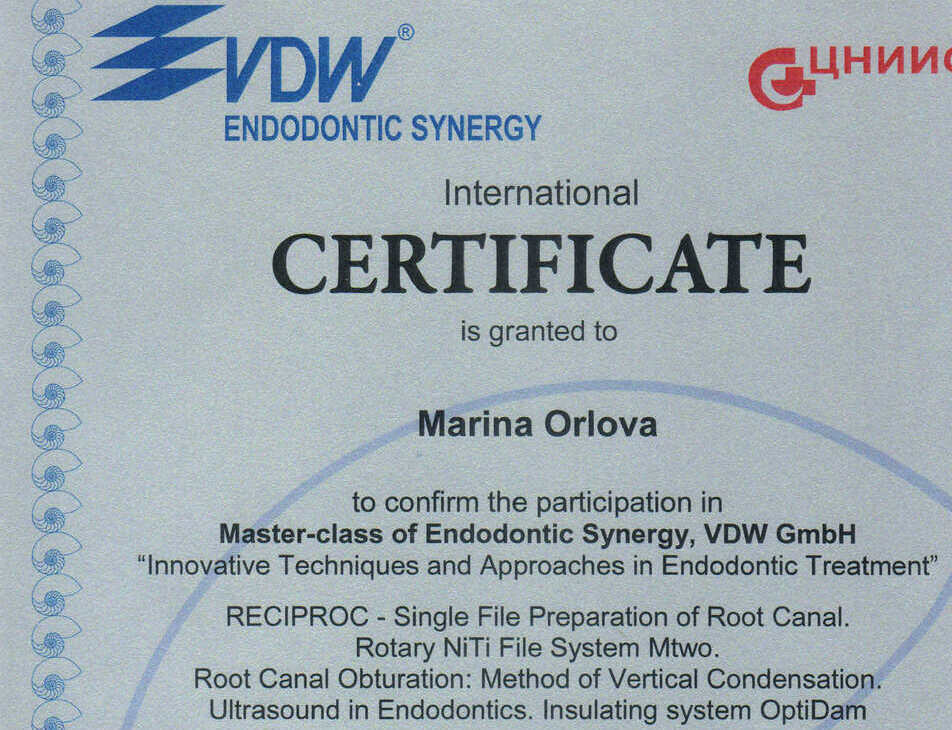 VDW®
ENDODONTIC SYNERGY
ЦНИИС
International
CERTIFICATE
is granted to
Marina Orlova
to confirm the participation in
Master-class of Endodontic Synergy, VDW GmbH
“Innovative Techniques and Approaches in Endodontic Treatment”
RECIPROC - Single File Preparation of Root Canal.
Rotary NiTi File System Mtwo.
Root Canal Obturation: Method of Vertical Condensation.
Ultrasound in Endodontics. Insulating system OptiDam